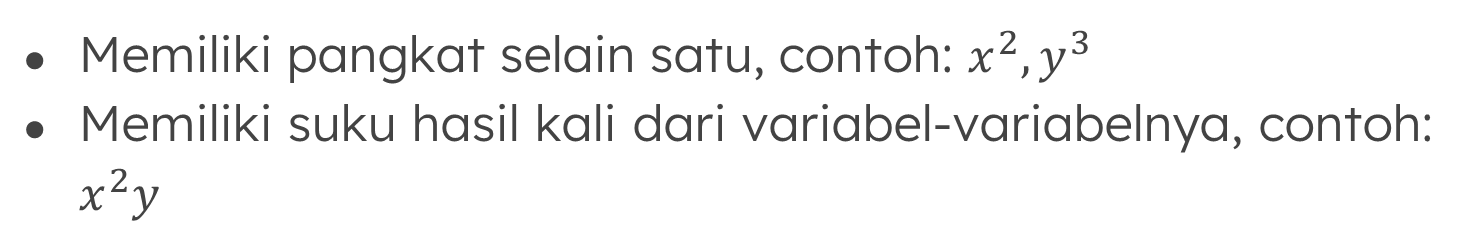 • Memiliki pangkat selain satu, contoh: x², y³
• Memiliki suku hasil kali dari variabel-variabelnya, contoh:
x²y